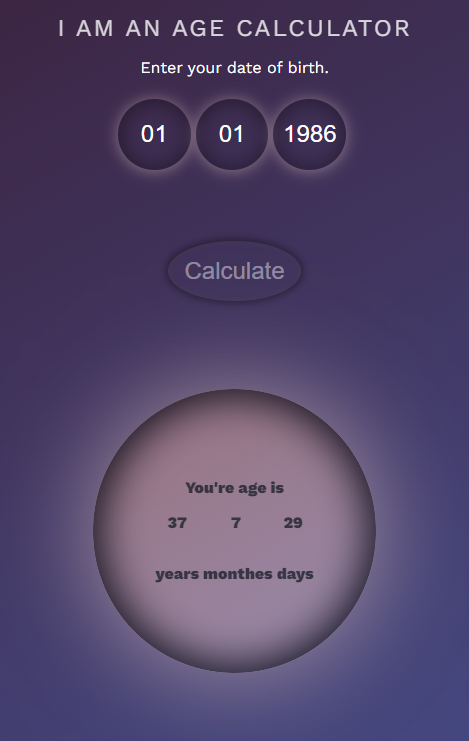 I AM AN AGE CALCULATOR
Enter your date of birth.
01 01 1986
Calculate
You're age is
37 7 29
years monthes days